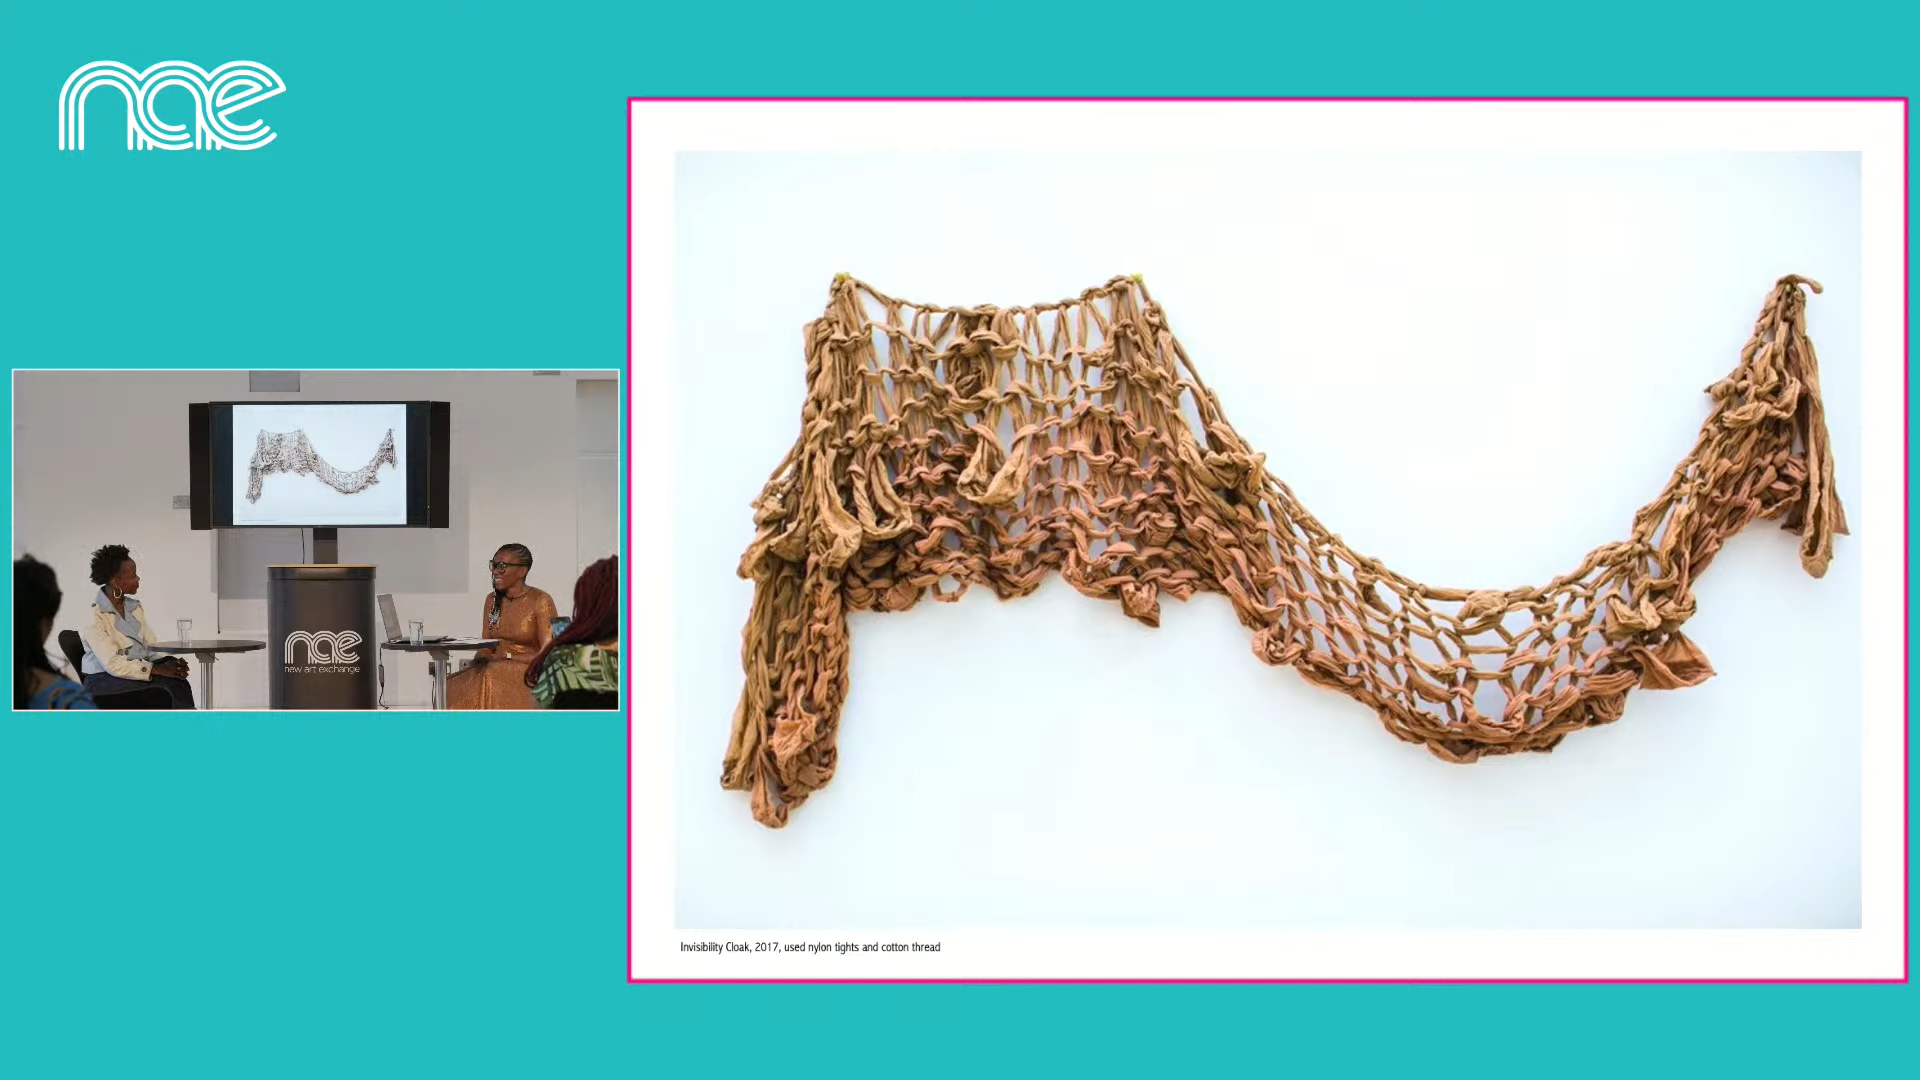 nae
nae
new art exchange
Invisibility Cloak, 2017, used nylon tights and cotton thread